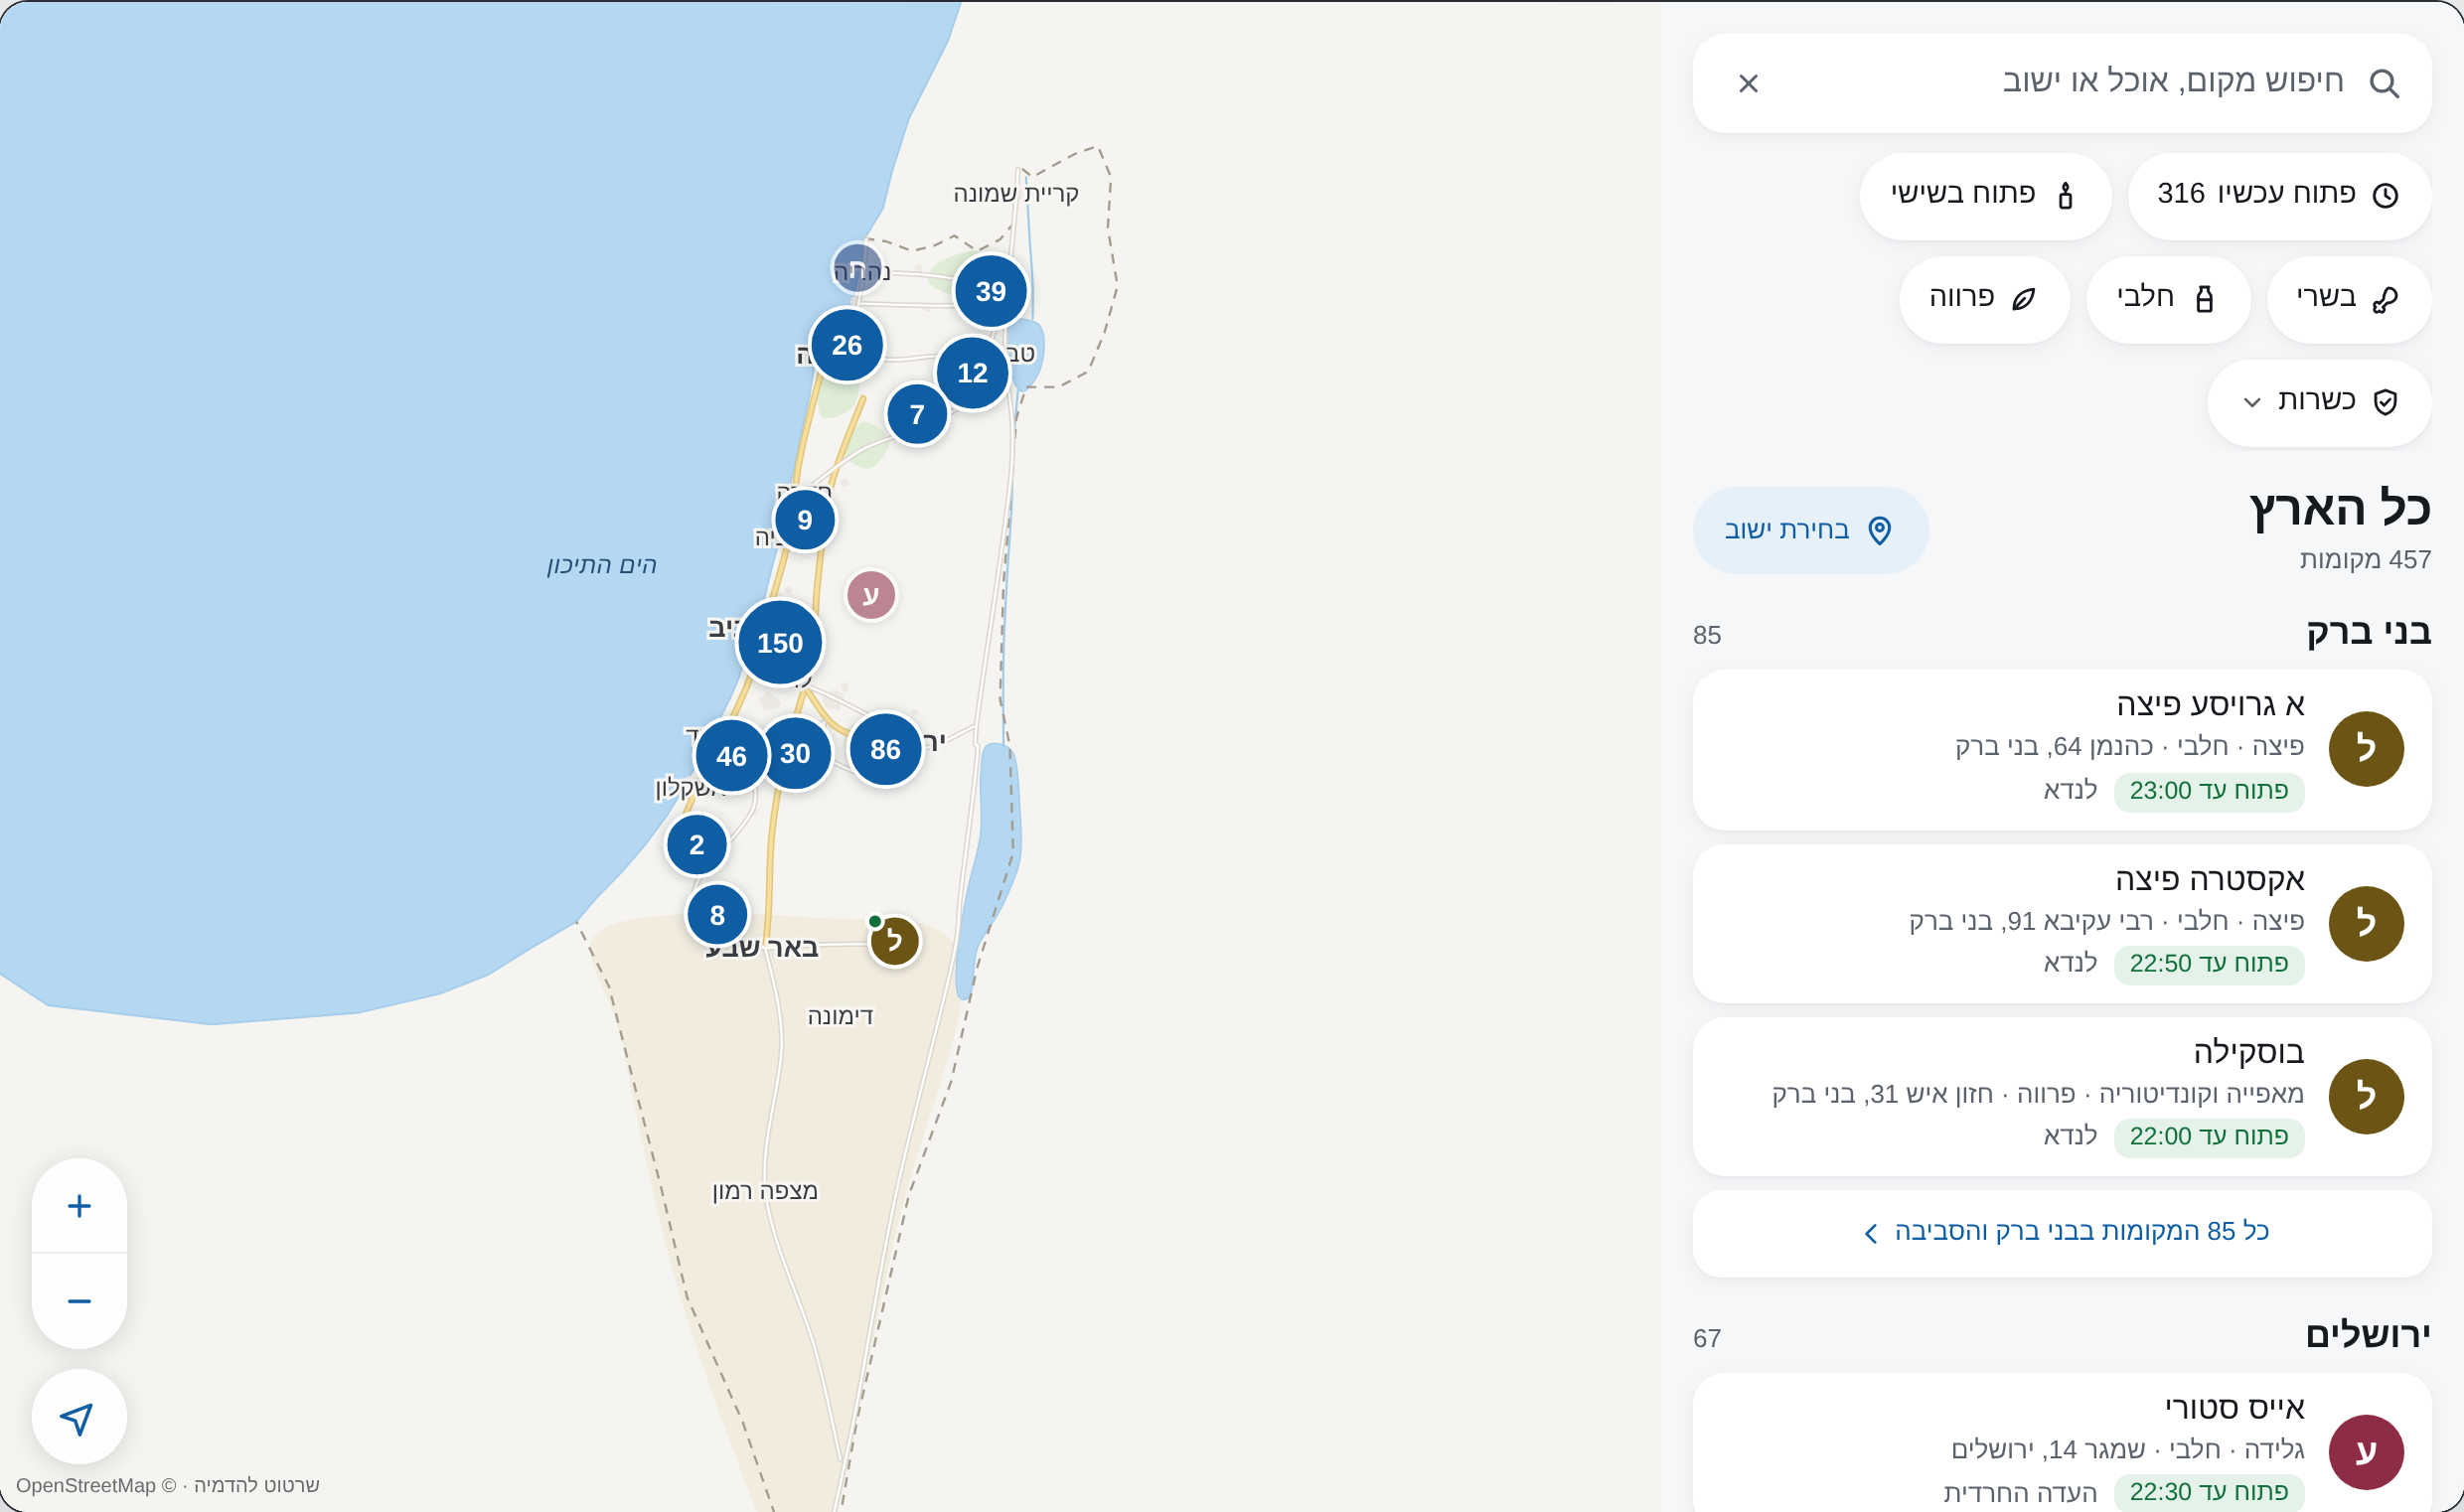 חיפוש מקום, אוכל או ישוב
פתוח עכשיו 316
פתוח בשישי
בשרי
חלבי
פרווה
כשרות
כל הארץ
457 מקומות
בחירת ישוב
בני ברק
85
ל
א גרויסע פיצה
פיצה · חלבי · כהנמן 64, בני ברק
פתוח עד 23:00 לנדא
ל
אקסטרה פיצה
פיצה · חלבי · רבי עקיבא 91, בני ברק
פתוח עד 22:50 לנדא
ל
בוסקילה
מאפייה וקונדיטוריה · פרווה · חזון איש 31, בני ברק
פתוח עד 22:00 לנדא
כל 85 המקומות בבני ברק והסביבה
ירושלים
67
ע
אייס סטורי
גלידה · חלבי · שמגר 14, ירושלים
פתוח עד 22:30 העדה החרדית
קריית שמונה
39
26
12
7
9
הים התיכון
ע
150
86
30
46
אשקלון
2
8
באר שבע
ל
דימונה
מצפה רמון
שרטוט להדמיה · © OpenStreetMap